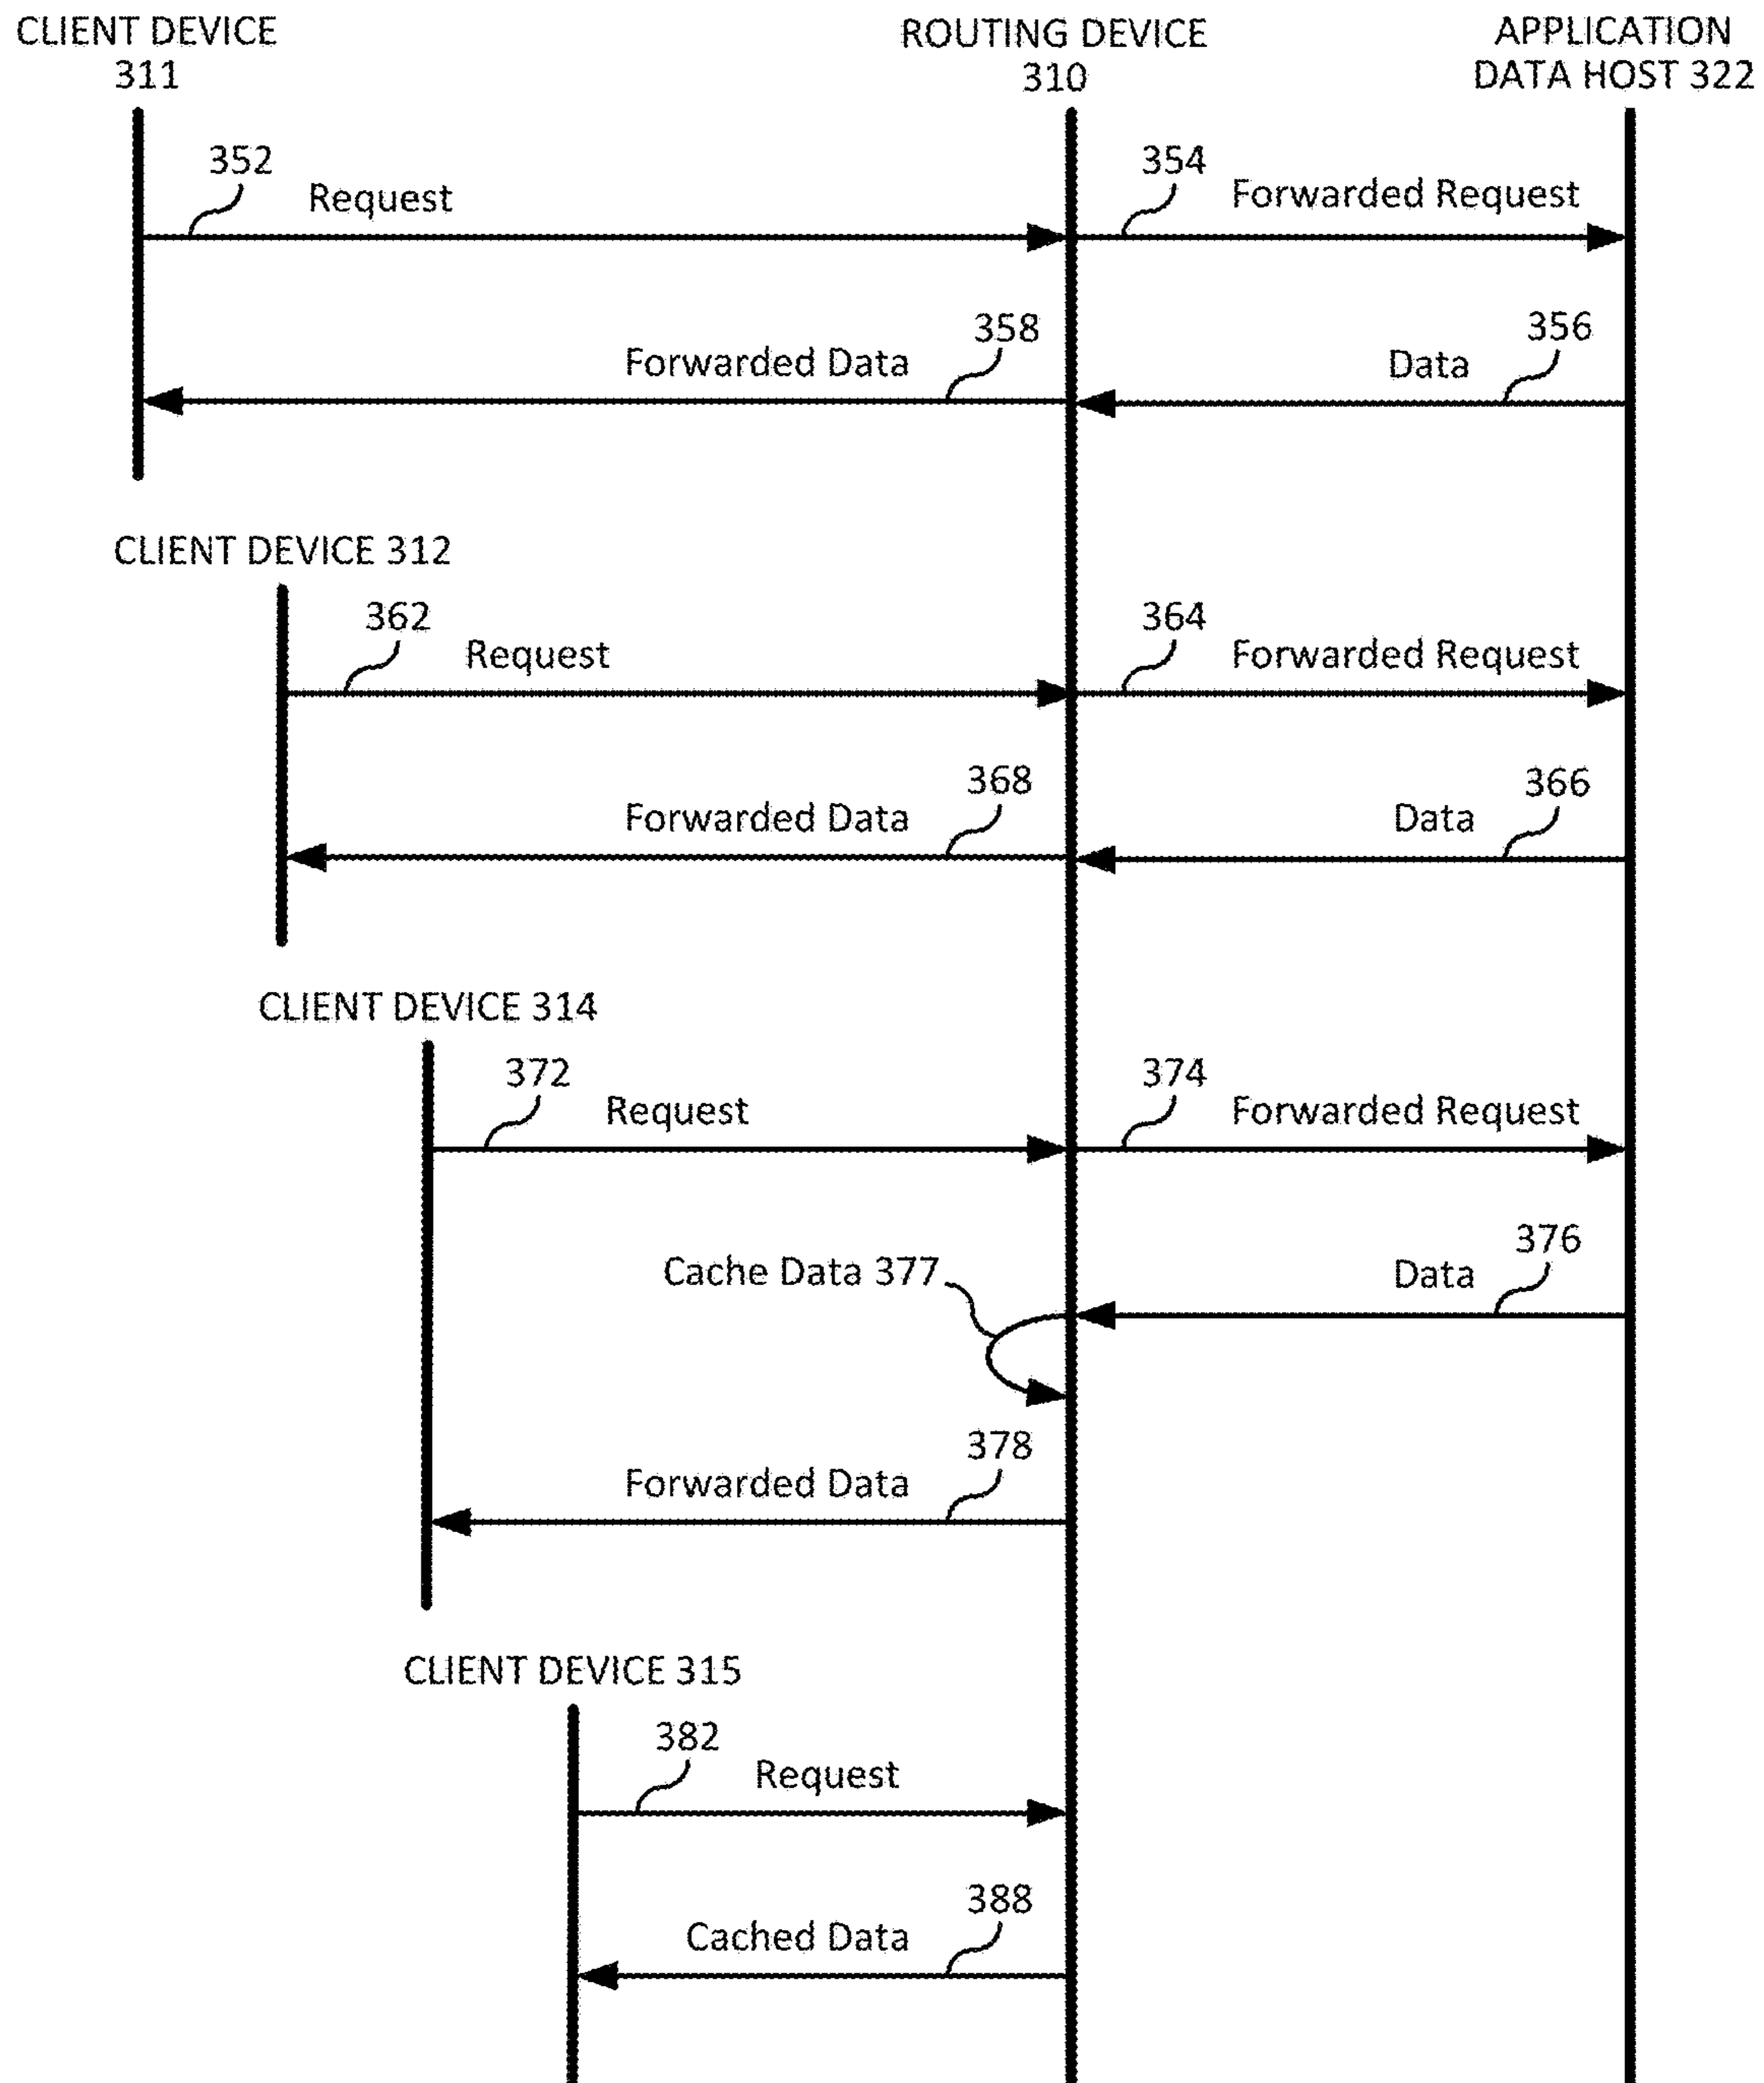 CLIENT DEVICE
311
ROUTING DEVICE
310
APPLICATION
DATA HOST 322
352
Request
354
Forwarded Request
358
Forwarded Data
356
Data
CLIENT DEVICE 312
362
Request
364
Forwarded Request
368
Forwarded Data
366
Data
CLIENT DEVICE 314
372
Request
374
Forwarded Request
376
Data
Cache Data 377
378
Forwarded Data
CLIENT DEVICE 315
382
Request
388
Cached Data